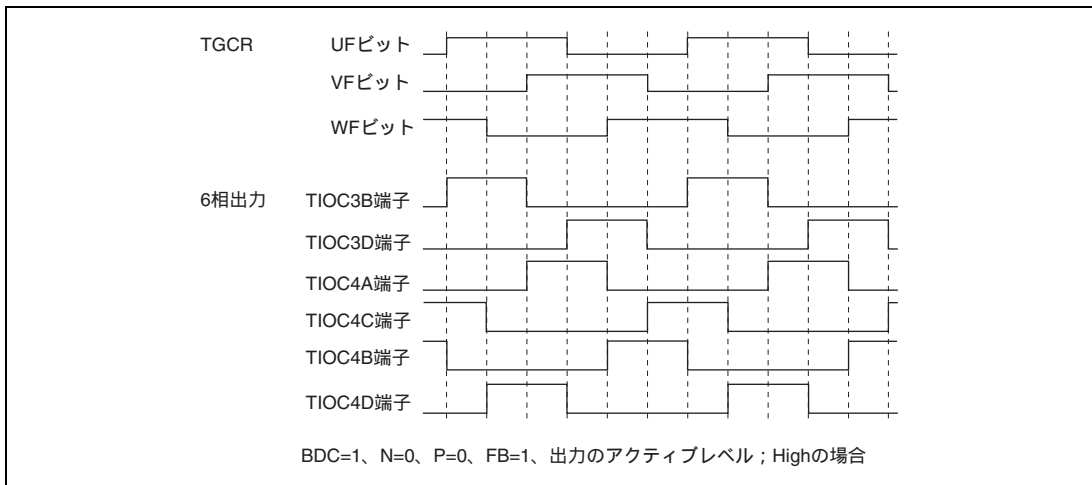 TGCR UFビット
VFビット
WFビット
6相出力 TIOC3B端子
TIOC3D端子
TIOC4A端子
TIOC4C端子
TIOC4B端子
TIOC4D端子
BDC=1、N=0、P=0、FB=1、出力のアクティブレベル；Highの場合